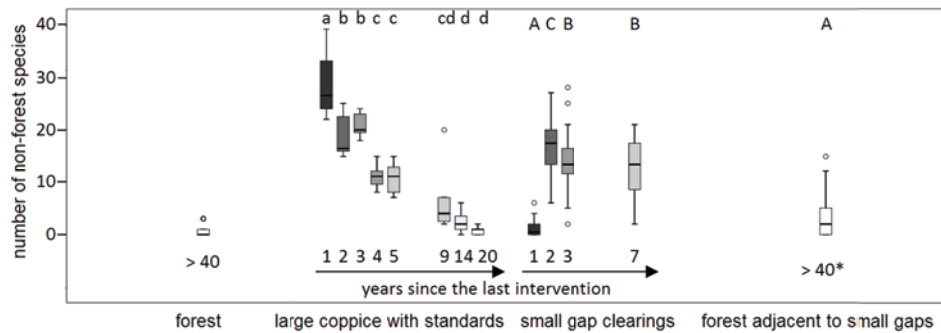 40
30
20
10
0
number of non-forest species
a b b c c cd d d
A C B B
A
> 40
1 2 3 4 5 9 14 20
1 2 3 7
> 40*
years since the last intervention
forest
large coppice with standards
small gap clearings
forest adjacent to small gaps